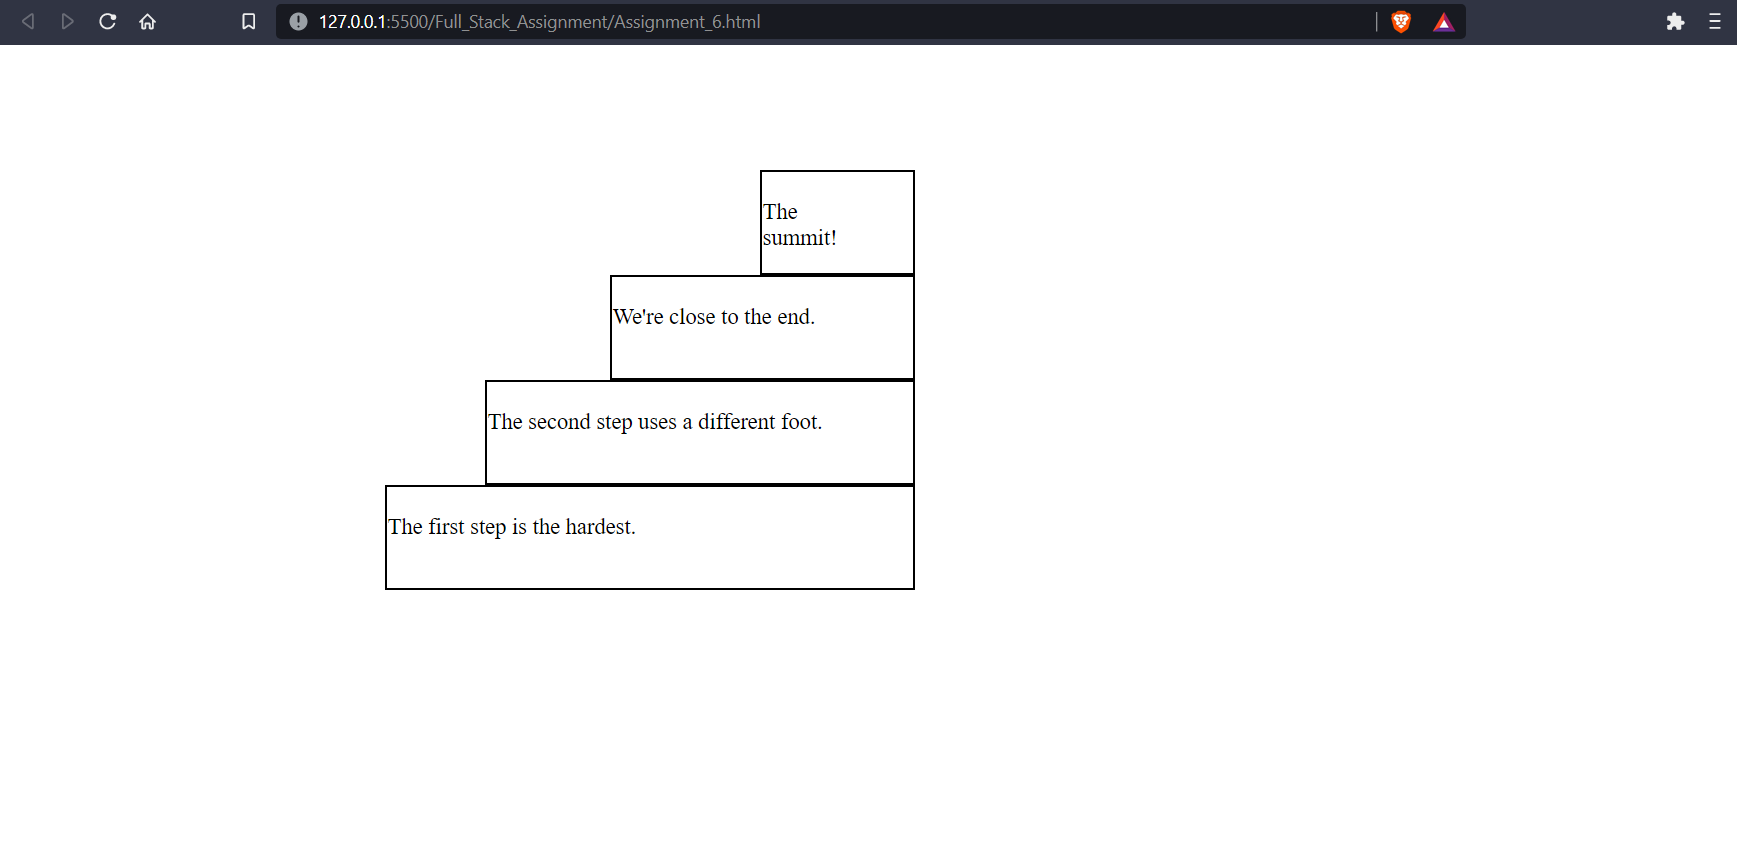 127.0.0.1:5500/Full_Stack_Assignment/Assignment_6.html
The
summit!
We're close to the end.
The second step uses a different foot.
The first step is the hardest.